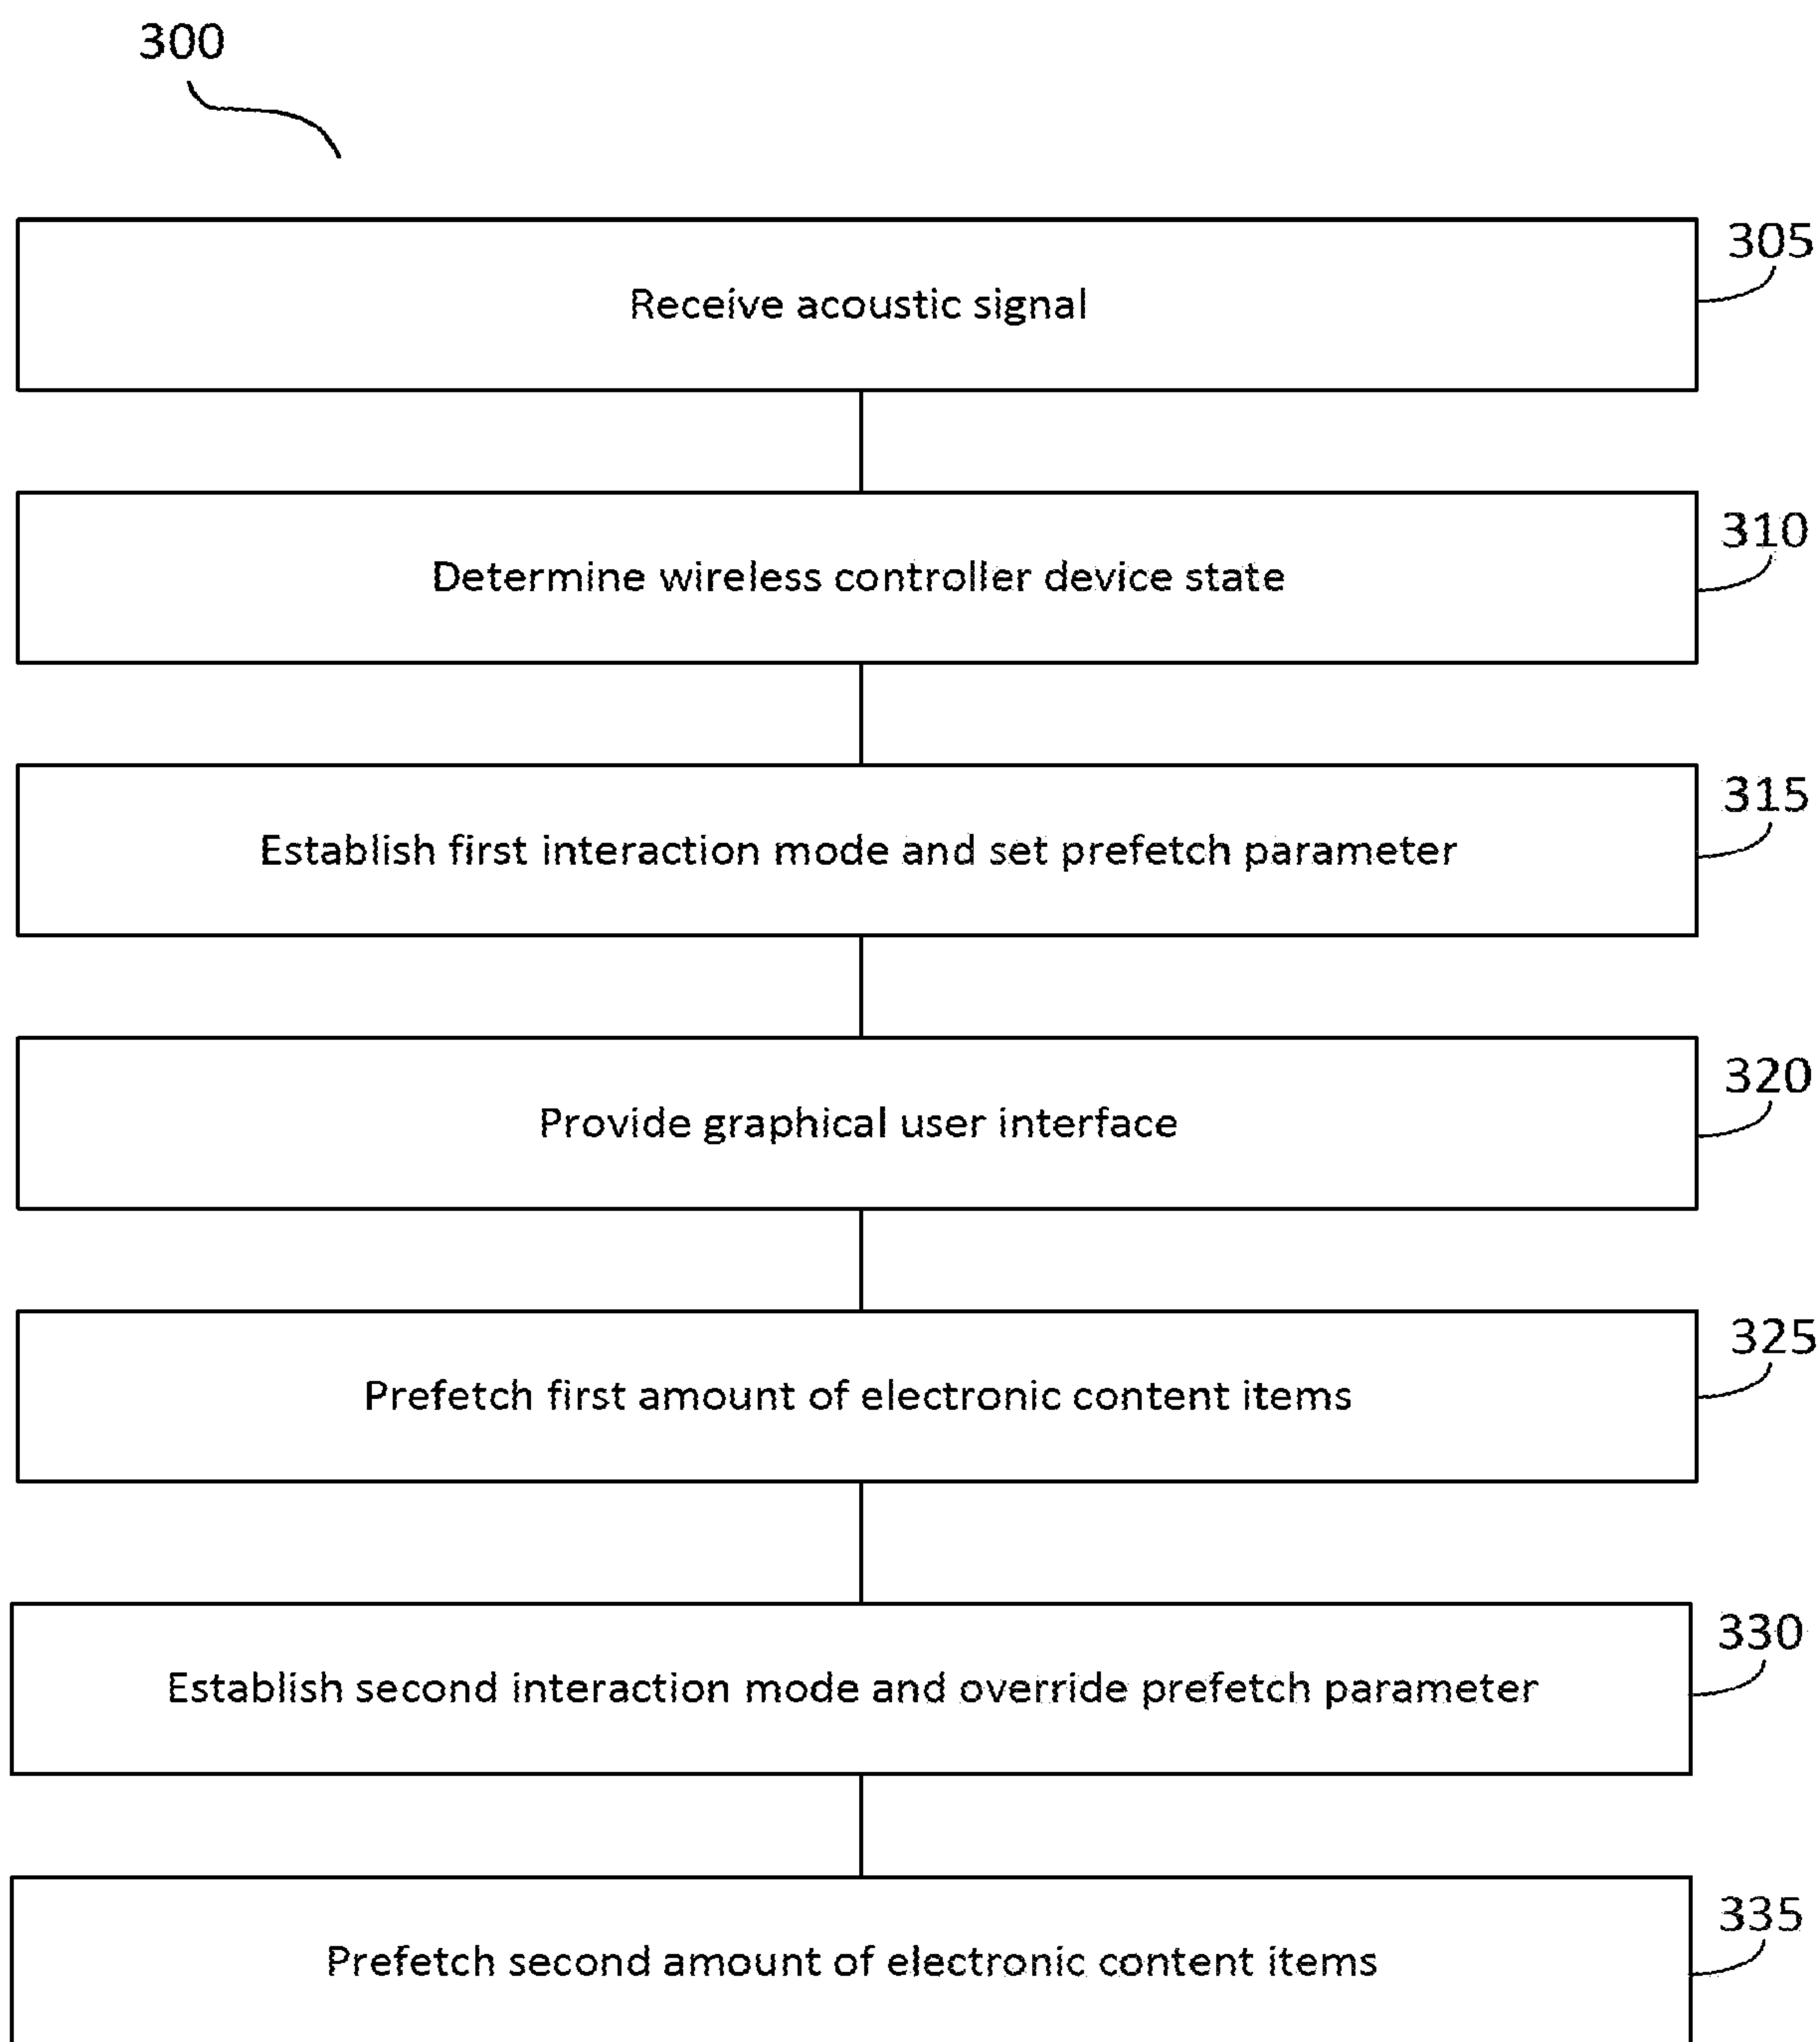 300
305
Receive acoustic signal
310
Determine wireless controller device state
315
Establish first interaction mode and set prefetch parameter
320
Provide graphical user interface
325
Prefetch first amount of electronic content items
330
Establish second interaction mode and override prefetch parameter
335
Prefetch second amount of electronic content items